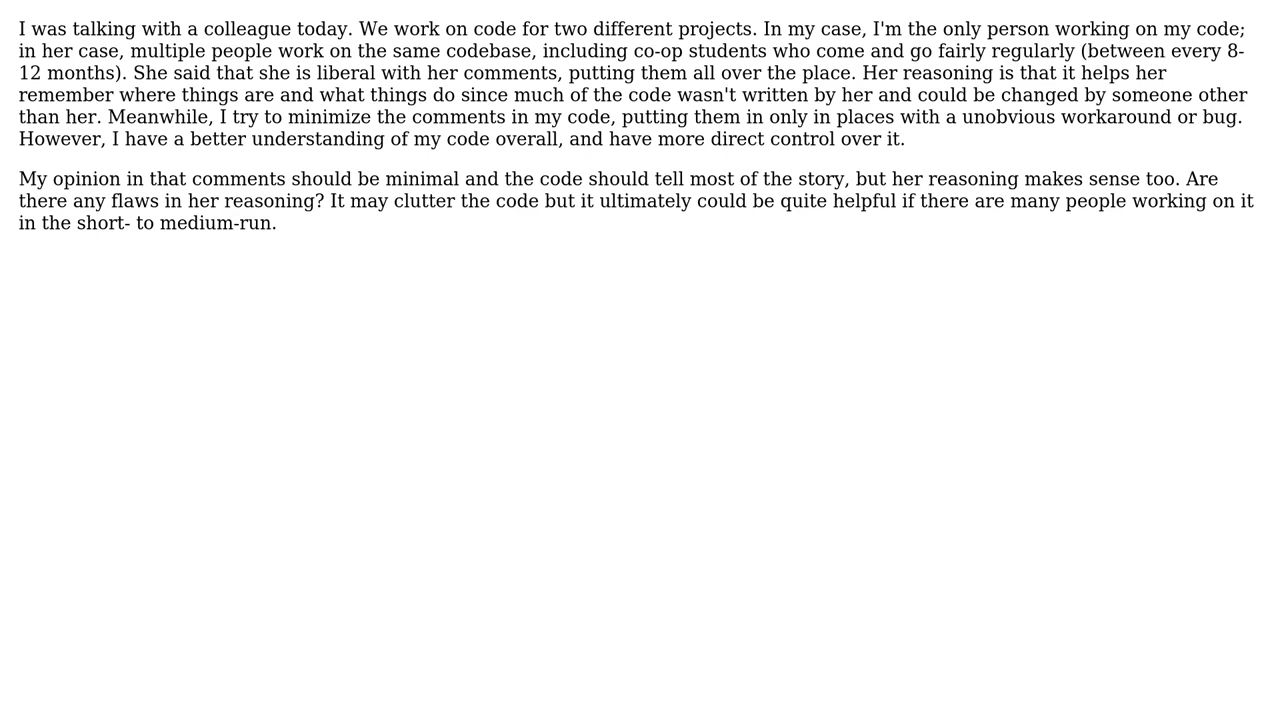 I was talking with a colleague today. We work on code for two different projects. In my case, I'm the only person working on my code;
in her case, multiple people work on the same codebase, including co-op students who come and go fairly regularly (between every 8-
12 months). She said that she is liberal with her comments, putting them all over the place. Her reasoning is that it helps her
remember where things are and what things do since much of the code wasn't written by her and could be changed by someone other
than her. Meanwhile, I try to minimize the comments in my code, putting them in only in places with a unobvious workaround or bug.
However, I have a better understanding of my code overall, and have more direct control over it.
My opinion in that comments should be minimal and the code should tell most of the story, but her reasoning makes sense too. Are
there any flaws in her reasoning? It may clutter the code but it ultimately could be quite helpful if there are many people working on it
in the short- to medium-run.